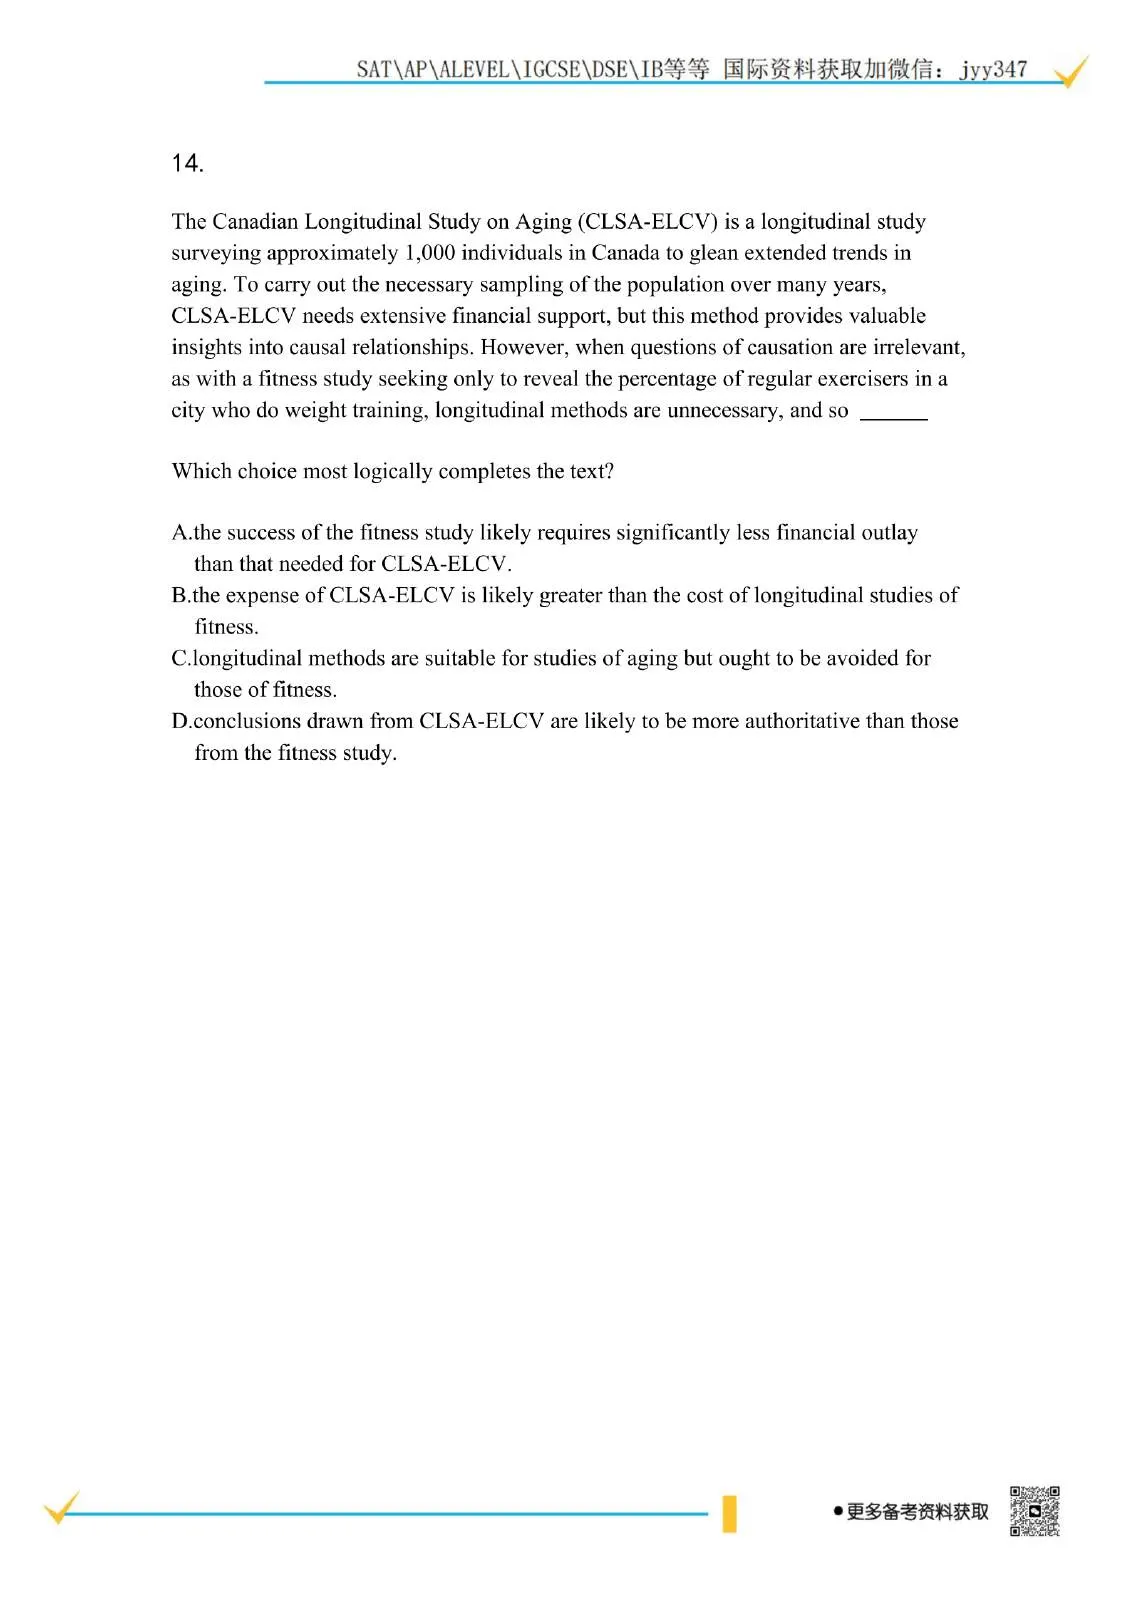 SAT\AP\ALEVEL\IGCSE\DSE\IB等等 国际资料获取加微信：jyy347
14.
The Canadian Longitudinal Study on Aging (CLSA-ELCV) is a longitudinal study
surveying approximately 1,000 individuals in Canada to glean extended trends in
aging. To carry out the necessary sampling of the population over many years,
CLSA-ELCV needs extensive financial support, but this method provides valuable
insights into causal relationships. However, when questions of causation are irrelevant,
as with a fitness study seeking only to reveal the percentage of regular exercisers in a
city who do weight training, longitudinal methods are unnecessary, and so ______
Which choice most logically completes the text?
A.the success of the fitness study likely requires significantly less financial outlay
than that needed for CLSA-ELCV.
B.the expense of CLSA-ELCV is likely greater than the cost of longitudinal studies of
fitness.
C.longitudinal methods are suitable for studies of aging but ought to be avoided for
those of fitness.
D.conclusions drawn from CLSA-ELCV are likely to be more authoritative than those
from the fitness study.
●更多备考资料获取